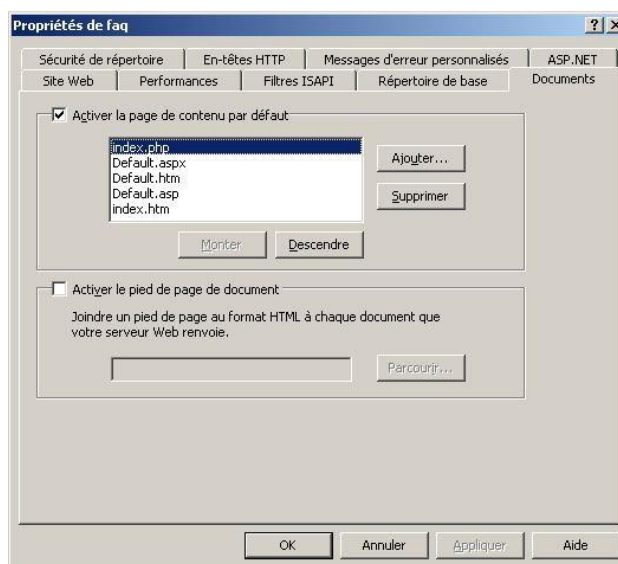 Propriétés de faq
Sécurité de répertoire
En-têtes HTTP
Messages d'erreur personnalisés
ASP.NET
Site Web
Performances
Filtres ISAPI
Répertoire de base
Documents
Activer la page de contenu par défaut
index.php
Default.aspx
Default.htm
Default.asp
index.htm
Ajouter...
Supprimer
Monter
Descendre
Activer le pied de page de document
Joindre un pied de page au format HTML à chaque document que
votre serveur Web renvoie.
Parcourir...
OK
Annuler
Appliquer
Aide